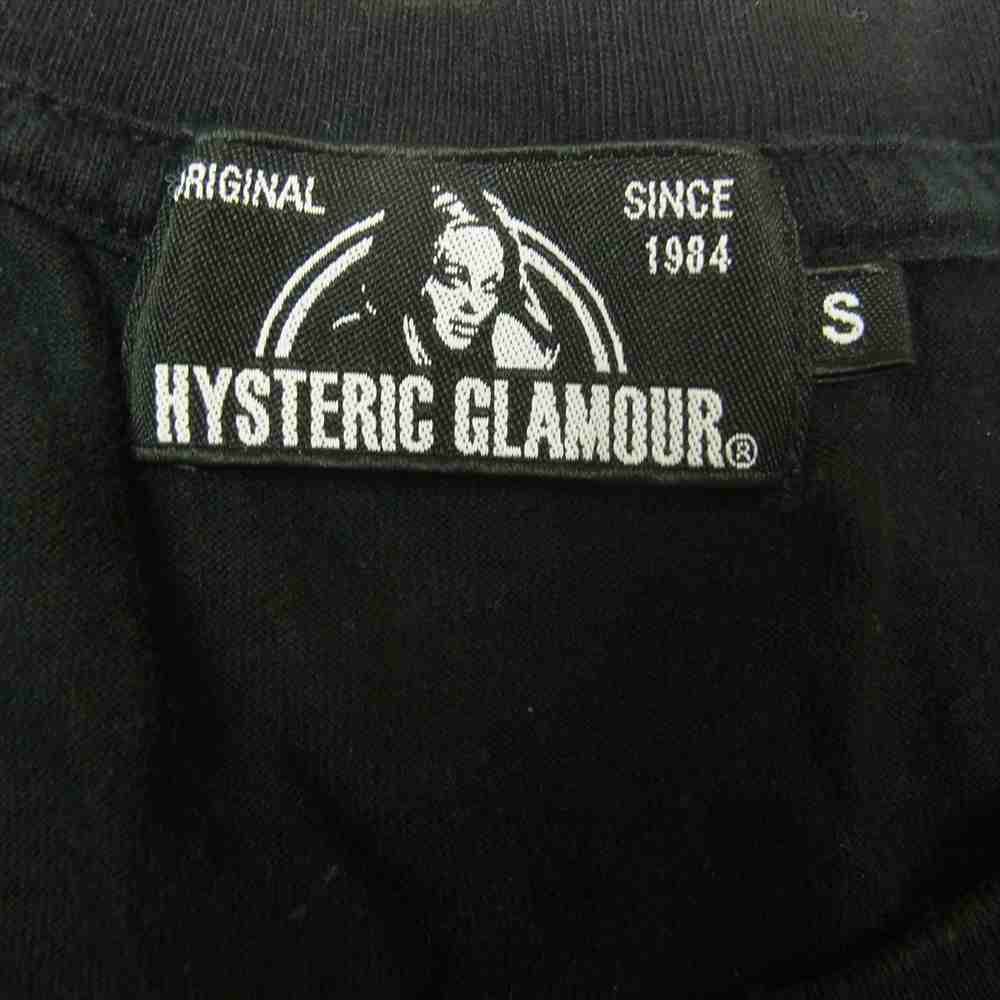 ORIGINAL
SINCE
1984
S
HYSTERIC GLAMOUR®